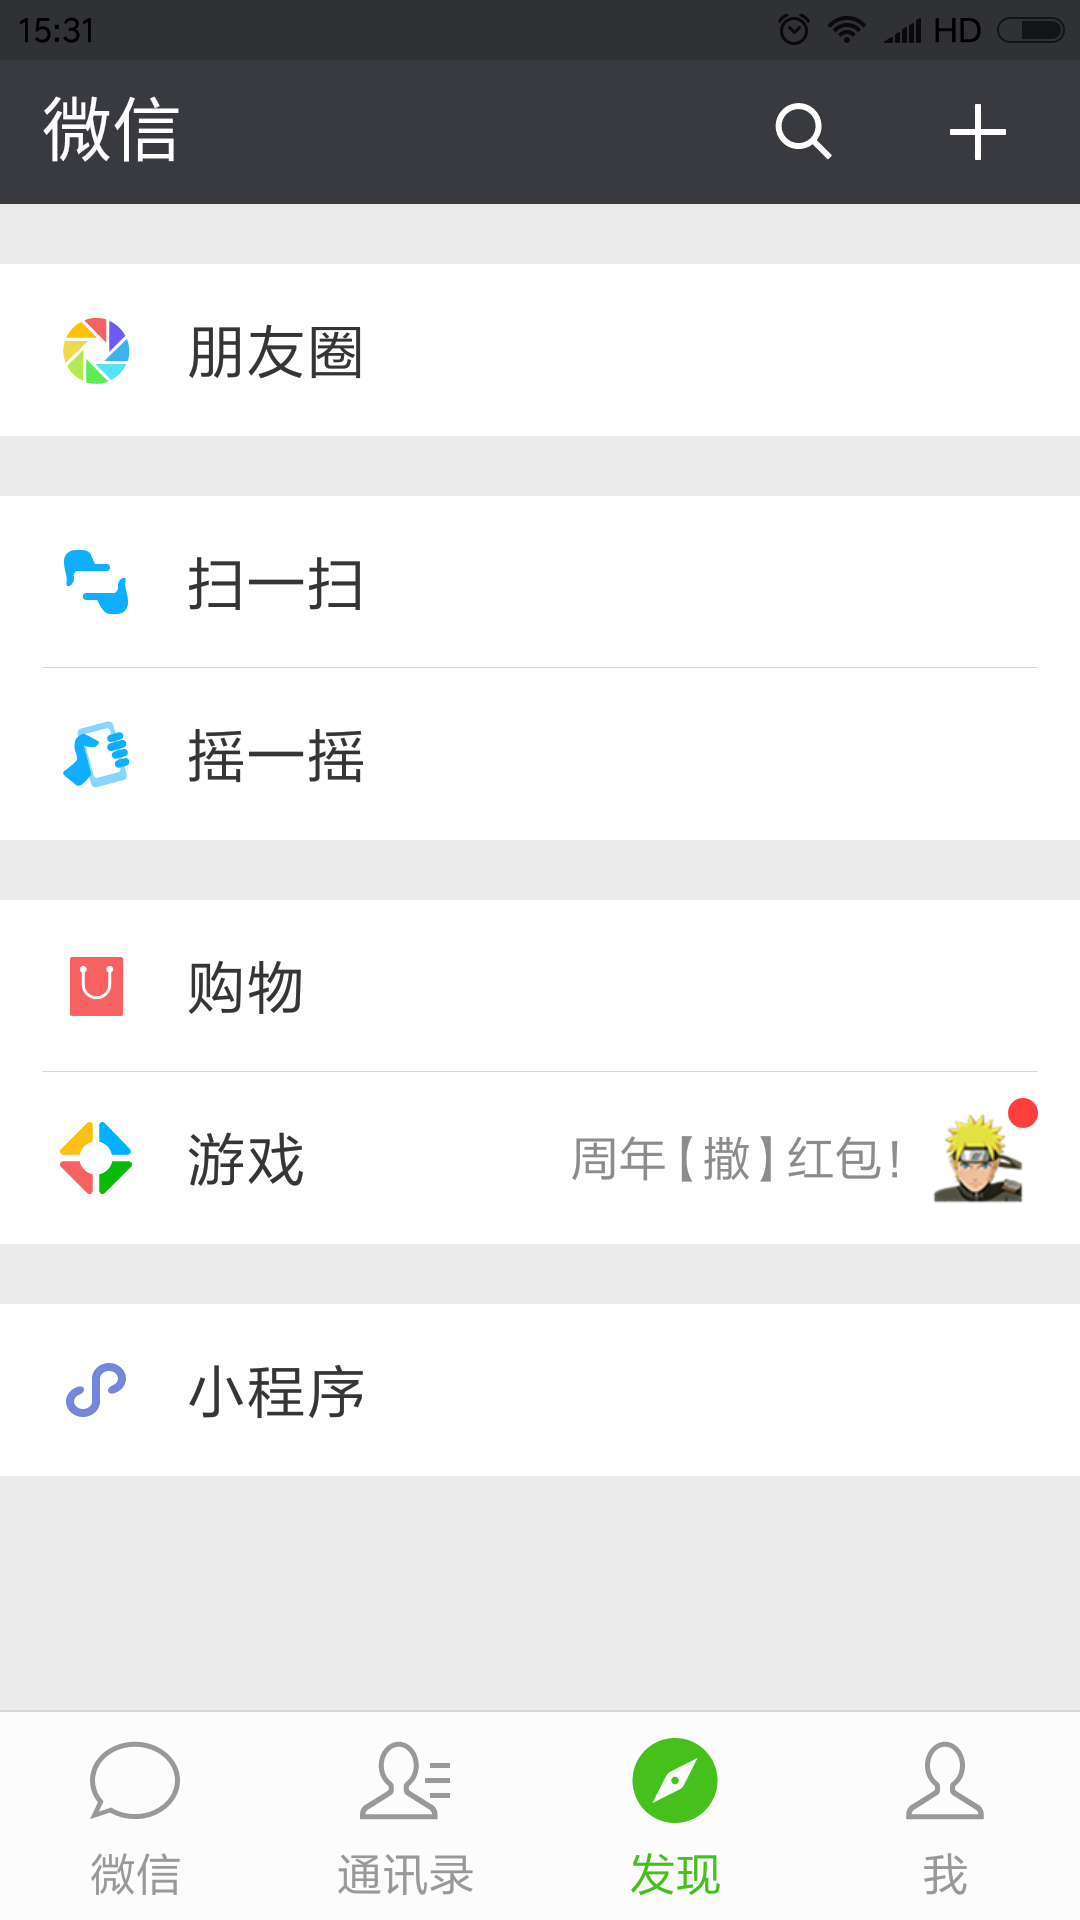 15:31 HD
微信
朋友圈
扫一扫
摇一摇
购物
游戏 周年【撒】红包!
小程序
微信 通讯录 发现 我